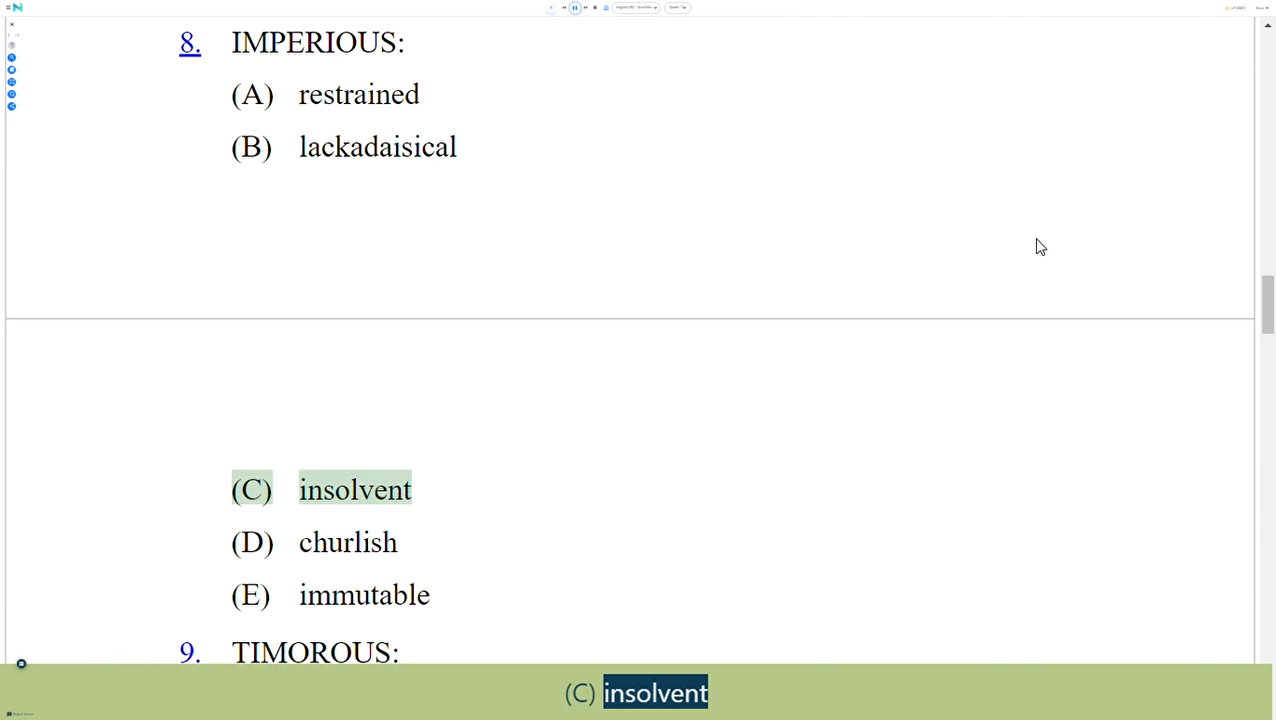 8. IMPERIOUS:
(A) restrained
(B) lackadaisical
(C) insolvent
(D) churlish
(E) immutable
9. TIMOROUS:
(C) insolvent